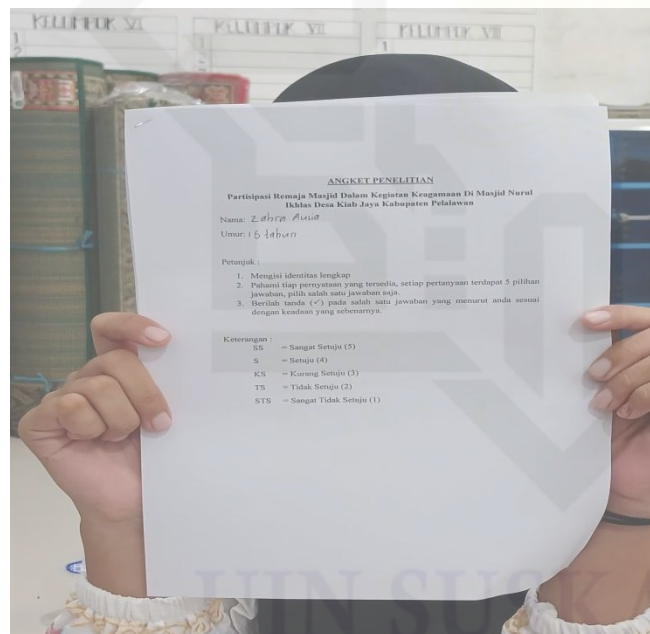 KELOMPOK VI
KELOMPOK VII
KELOMPOK VIII
1
2
1
1
ANGKET PENELITIAN
Partisipasi Remaja Masjid Dalam Kegiatan Keagamaan Di Masjid Nurul
Ikhlas Desa Kiab Jaya Kabupaten Pelalawan
Nama: Zahra Aulia
Umur: 15 tahun
Petunjuk :
1. Mengisi identitas lengkap
2. Pahami tiap pernyataan yang tersedia, setiap pertanyaan terdapat 5 pilihan
jawaban, pilih salah satu jawaban saja.
3. Berilah tanda (✓) pada salah satu jawaban yang menurut anda sesuai
dengan keadaan yang sebenarnya.
Keterangan :
SS = Sangat Setuju (5)
S = Setuju (4)
KS = Kurang Setuju (3)
TS = Tidak Setuju (2)
STS = Sangat Tidak Setuju (1)
UIN SUSKA